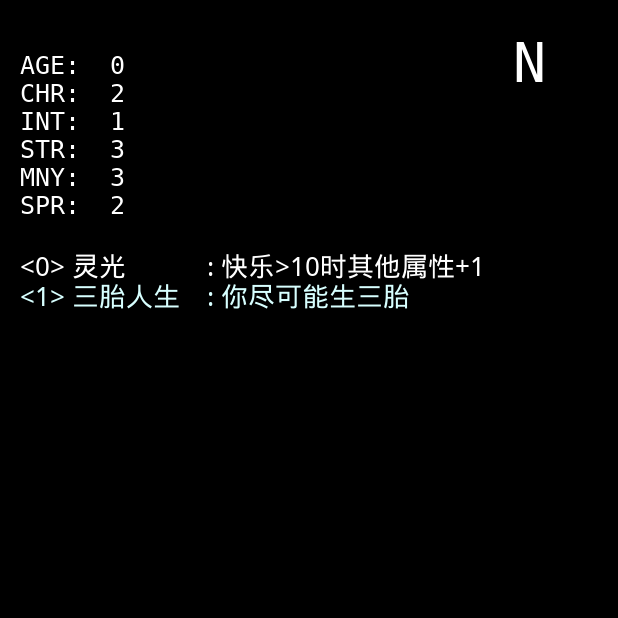 N
AGE: 0
CHR: 2
INT: 1
STR: 3
MNY: 3
SPR: 2
<0> 灵光 : 快乐>10时其他属性+1
<1> 三胎人生 : 你尽可能生三胎